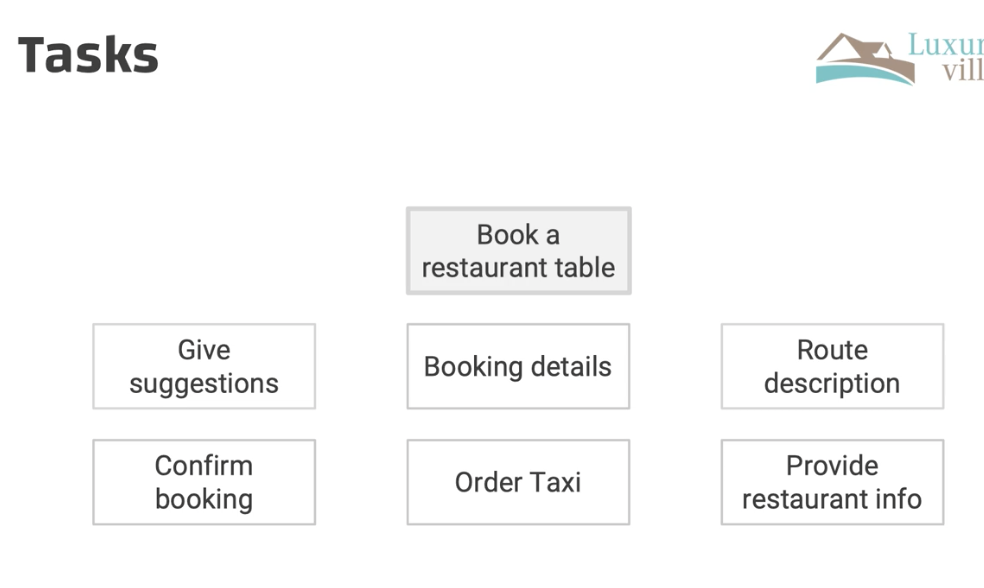 Tasks
Luxur
vill
Book a
restaurant table
Give
suggestions
Booking details
Route
description
Confirm
booking
Order Taxi
Provide
restaurant info